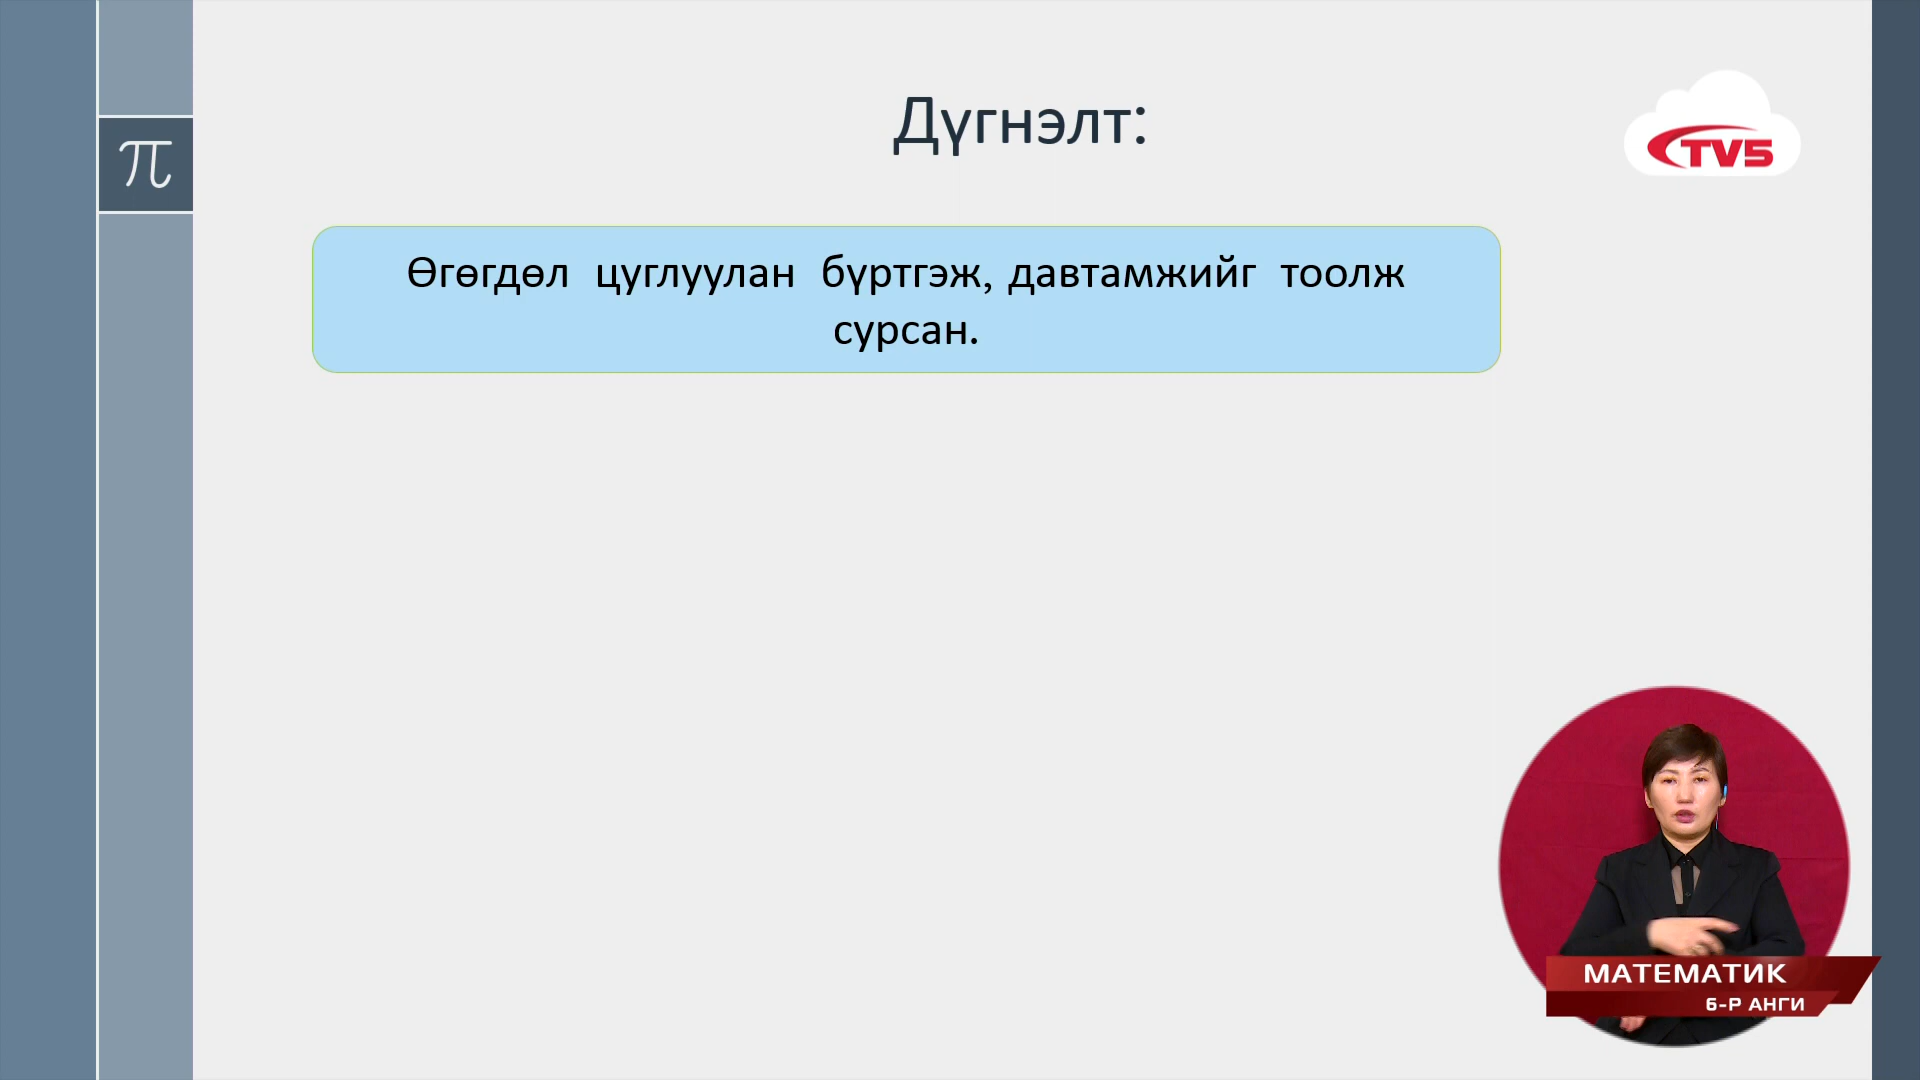 π
Дүгнэлт:
TV5
Өгөгдөл цуглуулан бүртгэж, давтамжийг тоолж
сурсан.
МАТЕМАТИК
6-Р АНГИ